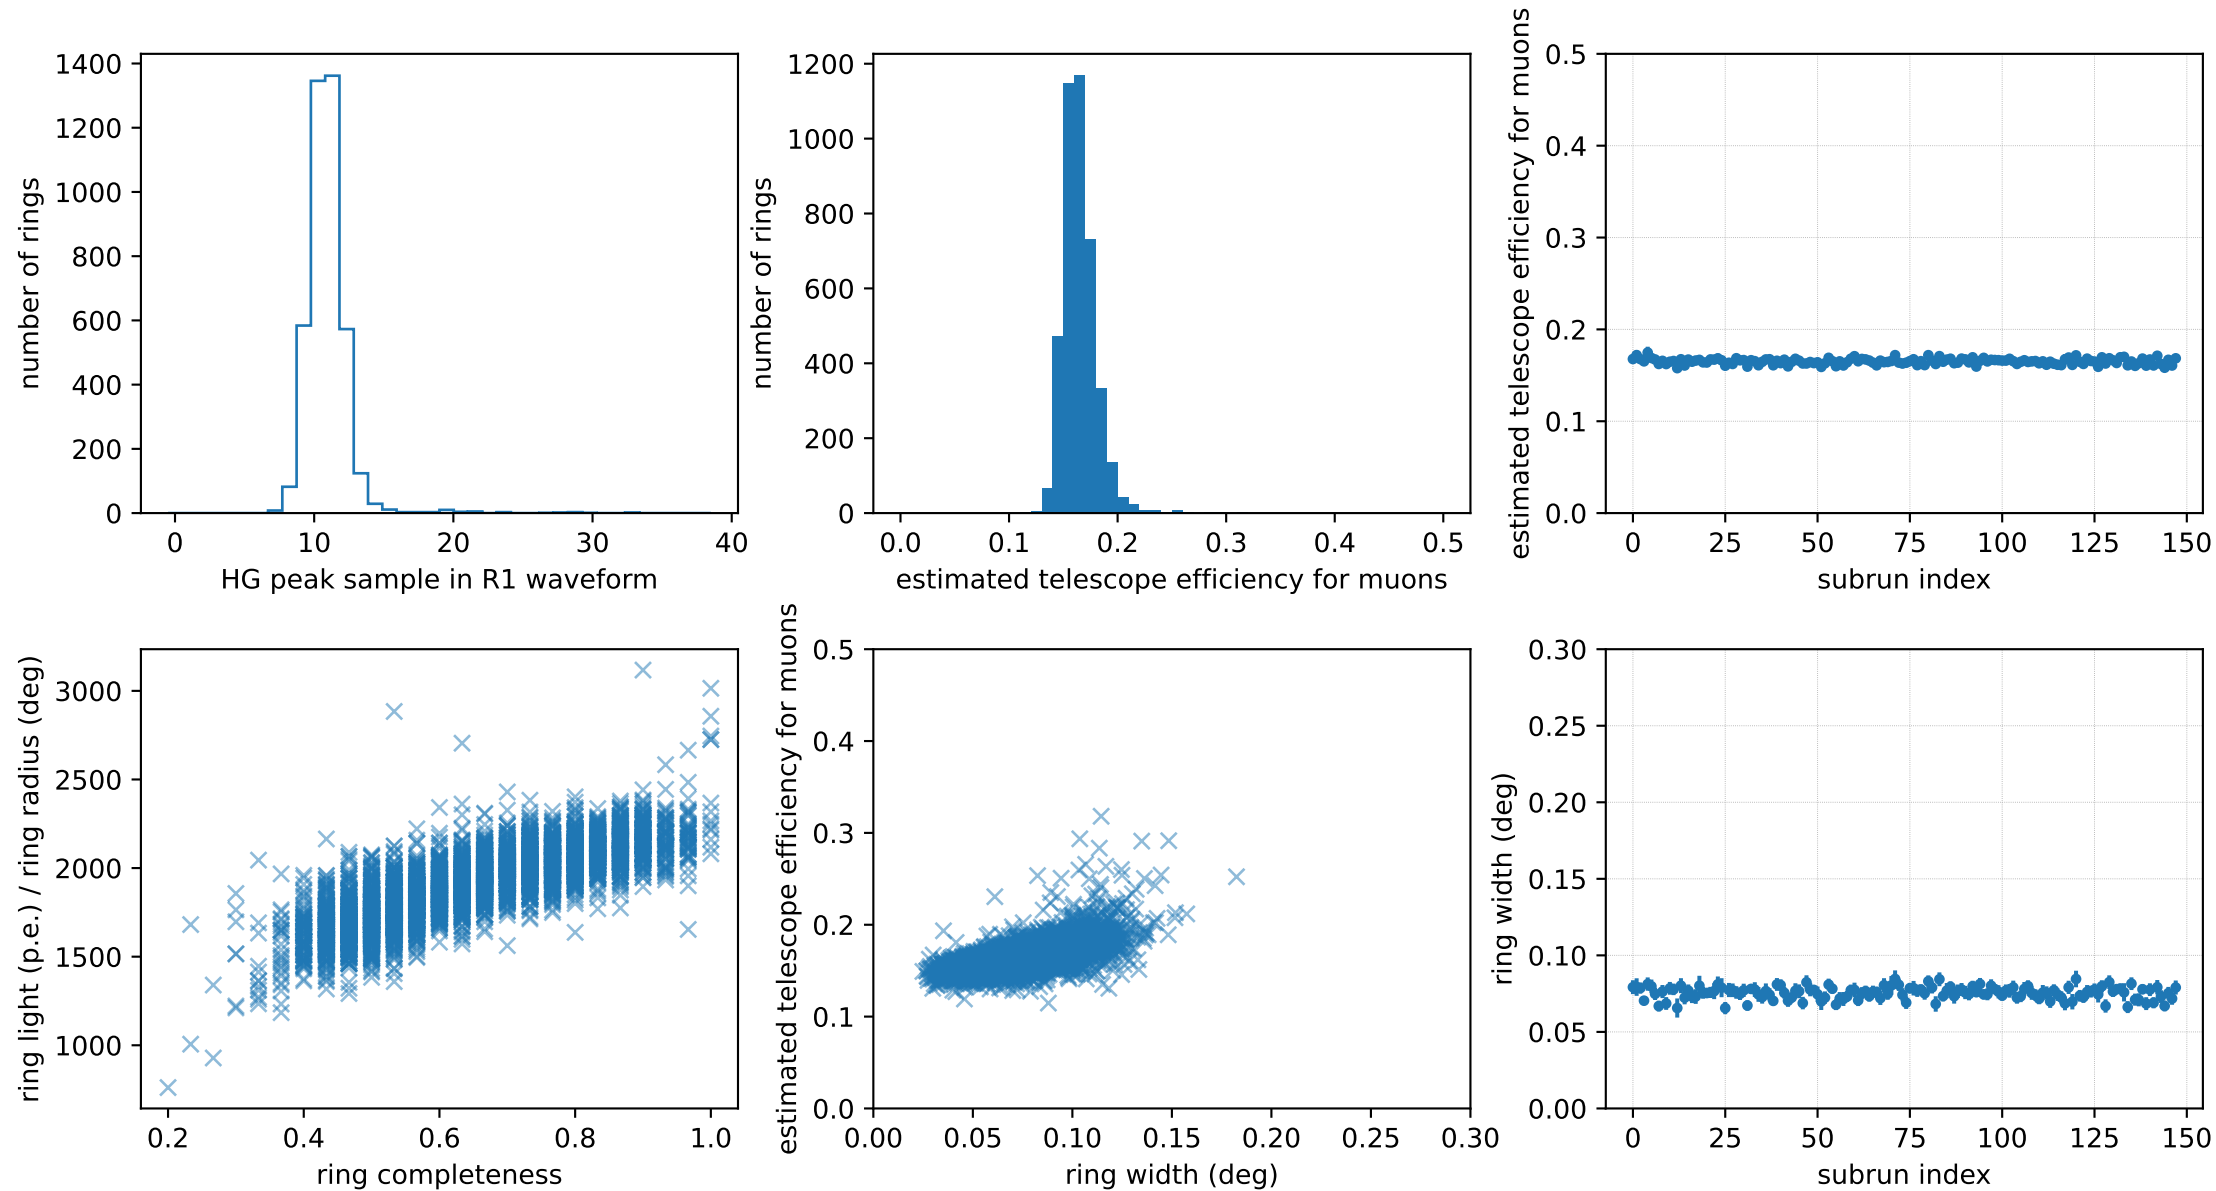 1400
1200
1000
800
600
400
200
0
number of rings
0 10 20 30 40
HG peak sample in R1 waveform
1200
1000
800
600
400
200
0
number of rings
0.0 0.1 0.2 0.3 0.4 0.5
estimated telescope efficiency for muons
0.5
0.4
0.3
0.2
0.1
0.0
estimated telescope efficiency for muons
0 25 50 75 100 125 150
subrun index
3000
2500
2000
1500
1000
ring light (p.e.) / ring radius (deg)
0.2 0.4 0.6 0.8 1.0
ring completeness
0.5
0.4
0.3
0.2
0.1
0.0
estimated telescope efficiency for muons
0.00 0.05 0.10 0.15 0.20 0.25 0.30
ring width (deg)
0.30
0.25
0.20
0.15
0.10
0.05
0.00
ring width (deg)
0 25 50 75 100 125 150
subrun index